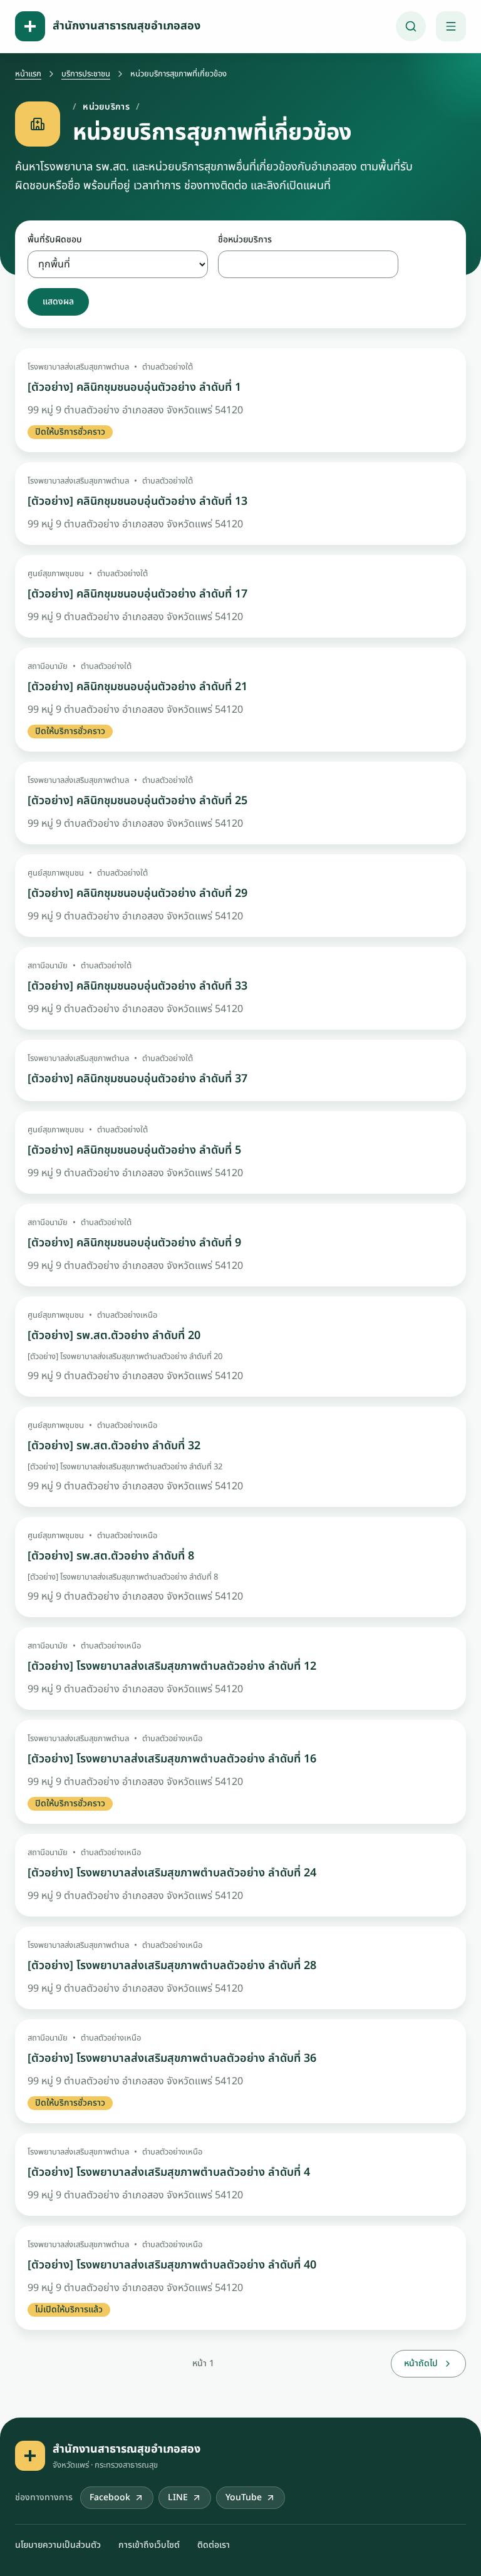 สำนักงานสาธารณสุขอำเภอสอง
หน้าแรก > บริการประชาชน > หน่วยบริการสุขภาพที่เกี่ยวข้อง
/ หน่วยบริการ /
หน่วยบริการสุขภาพที่เกี่ยวข้อง
ค้นหาโรงพยาบาล รพ.สต. และหน่วยบริการสุขภาพอื่นที่เกี่ยวข้องกับอำเภอสอง ตามพื้นที่รับ
ผิดชอบหรือชื่อ พร้อมที่อยู่ เวลาทำการ ช่องทางติดต่อ และลิงก์เปิดแผนที่
พื้นที่รับผิดชอบ
ชื่อหน่วยบริการ
ทุกพื้นที่
แสดงผล
โรงพยาบาลส่งเสริมสุขภาพตำบล • ตำบลตัวอย่างใต้
[ตัวอย่าง] คลินิกชุมชนอบอุ่นตัวอย่าง ลำดับที่ 1
99 หมู่ 9 ตำบลตัวอย่าง อำเภอสอง จังหวัดแพร่ 54120
ปิดให้บริการชั่วคราว
โรงพยาบาลส่งเสริมสุขภาพตำบล • ตำบลตัวอย่างใต้
[ตัวอย่าง] คลินิกชุมชนอบอุ่นตัวอย่าง ลำดับที่ 13
99 หมู่ 9 ตำบลตัวอย่าง อำเภอสอง จังหวัดแพร่ 54120
ศูนย์สุขภาพชุมชน • ตำบลตัวอย่างใต้
[ตัวอย่าง] คลินิกชุมชนอบอุ่นตัวอย่าง ลำดับที่ 17
99 หมู่ 9 ตำบลตัวอย่าง อำเภอสอง จังหวัดแพร่ 54120
สถานีอนามัย • ตำบลตัวอย่างใต้
[ตัวอย่าง] คลินิกชุมชนอบอุ่นตัวอย่าง ลำดับที่ 21
99 หมู่ 9 ตำบลตัวอย่าง อำเภอสอง จังหวัดแพร่ 54120
ปิดให้บริการชั่วคราว
โรงพยาบาลส่งเสริมสุขภาพตำบล • ตำบลตัวอย่างใต้
[ตัวอย่าง] คลินิกชุมชนอบอุ่นตัวอย่าง ลำดับที่ 25
99 หมู่ 9 ตำบลตัวอย่าง อำเภอสอง จังหวัดแพร่ 54120
ศูนย์สุขภาพชุมชน • ตำบลตัวอย่างใต้
[ตัวอย่าง] คลินิกชุมชนอบอุ่นตัวอย่าง ลำดับที่ 29
99 หมู่ 9 ตำบลตัวอย่าง อำเภอสอง จังหวัดแพร่ 54120
สถานีอนามัย • ตำบลตัวอย่างใต้
[ตัวอย่าง] คลินิกชุมชนอบอุ่นตัวอย่าง ลำดับที่ 33
99 หมู่ 9 ตำบลตัวอย่าง อำเภอสอง จังหวัดแพร่ 54120
โรงพยาบาลส่งเสริมสุขภาพตำบล • ตำบลตัวอย่างใต้
[ตัวอย่าง] คลินิกชุมชนอบอุ่นตัวอย่าง ลำดับที่ 37
ศูนย์สุขภาพชุมชน • ตำบลตัวอย่างใต้
[ตัวอย่าง] คลินิกชุมชนอบอุ่นตัวอย่าง ลำดับที่ 5
99 หมู่ 9 ตำบลตัวอย่าง อำเภอสอง จังหวัดแพร่ 54120
สถานีอนามัย • ตำบลตัวอย่างใต้
[ตัวอย่าง] คลินิกชุมชนอบอุ่นตัวอย่าง ลำดับที่ 9
99 หมู่ 9 ตำบลตัวอย่าง อำเภอสอง จังหวัดแพร่ 54120
ศูนย์สุขภาพชุมชน • ตำบลตัวอย่างเหนือ
[ตัวอย่าง] รพ.สต.ตัวอย่าง ลำดับที่ 20
[ตัวอย่าง] โรงพยาบาลส่งเสริมสุขภาพตำบลตัวอย่าง ลำดับที่ 20
99 หมู่ 9 ตำบลตัวอย่าง อำเภอสอง จังหวัดแพร่ 54120
ศูนย์สุขภาพชุมชน • ตำบลตัวอย่างเหนือ
[ตัวอย่าง] รพ.สต.ตัวอย่าง ลำดับที่ 32
[ตัวอย่าง] โรงพยาบาลส่งเสริมสุขภาพตำบลตัวอย่าง ลำดับที่ 32
99 หมู่ 9 ตำบลตัวอย่าง อำเภอสอง จังหวัดแพร่ 54120
ศูนย์สุขภาพชุมชน • ตำบลตัวอย่างเหนือ
[ตัวอย่าง] รพ.สต.ตัวอย่าง ลำดับที่ 8
[ตัวอย่าง] โรงพยาบาลส่งเสริมสุขภาพตำบลตัวอย่าง ลำดับที่ 8
99 หมู่ 9 ตำบลตัวอย่าง อำเภอสอง จังหวัดแพร่ 54120
สถานีอนามัย • ตำบลตัวอย่างเหนือ
[ตัวอย่าง] โรงพยาบาลส่งเสริมสุขภาพตำบลตัวอย่าง ลำดับที่ 12
99 หมู่ 9 ตำบลตัวอย่าง อำเภอสอง จังหวัดแพร่ 54120
โรงพยาบาลส่งเสริมสุขภาพตำบล • ตำบลตัวอย่างเหนือ
[ตัวอย่าง] โรงพยาบาลส่งเสริมสุขภาพตำบลตัวอย่าง ลำดับที่ 16
99 หมู่ 9 ตำบลตัวอย่าง อำเภอสอง จังหวัดแพร่ 54120
ปิดให้บริการชั่วคราว
สถานีอนามัย • ตำบลตัวอย่างเหนือ
[ตัวอย่าง] โรงพยาบาลส่งเสริมสุขภาพตำบลตัวอย่าง ลำดับที่ 24
99 หมู่ 9 ตำบลตัวอย่าง อำเภอสอง จังหวัดแพร่ 54120
โรงพยาบาลส่งเสริมสุขภาพตำบล • ตำบลตัวอย่างเหนือ
[ตัวอย่าง] โรงพยาบาลส่งเสริมสุขภาพตำบลตัวอย่าง ลำดับที่ 28
99 หมู่ 9 ตำบลตัวอย่าง อำเภอสอง จังหวัดแพร่ 54120
สถานีอนามัย • ตำบลตัวอย่างเหนือ
[ตัวอย่าง] โรงพยาบาลส่งเสริมสุขภาพตำบลตัวอย่าง ลำดับที่ 36
99 หมู่ 9 ตำบลตัวอย่าง อำเภอสอง จังหวัดแพร่ 54120
ปิดให้บริการชั่วคราว
โรงพยาบาลส่งเสริมสุขภาพตำบล • ตำบลตัวอย่างเหนือ
[ตัวอย่าง] โรงพยาบาลส่งเสริมสุขภาพตำบลตัวอย่าง ลำดับที่ 4
99 หมู่ 9 ตำบลตัวอย่าง อำเภอสอง จังหวัดแพร่ 54120
โรงพยาบาลส่งเสริมสุขภาพตำบล • ตำบลตัวอย่างเหนือ
[ตัวอย่าง] โรงพยาบาลส่งเสริมสุขภาพตำบลตัวอย่าง ลำดับที่ 40
99 หมู่ 9 ตำบลตัวอย่าง อำเภอสอง จังหวัดแพร่ 54120
ไม่เปิดให้บริการแล้ว
หน้า 1
หน้าถัดไป
สำนักงานสาธารณสุขอำเภอสอง
จังหวัดแพร่ · กระทรวงสาธารณสุข
ช่องทางทางการ
Facebook
LINE
YouTube
นโยบายความเป็นส่วนตัว
การเข้าถึงเว็บไซต์
ติดต่อเรา